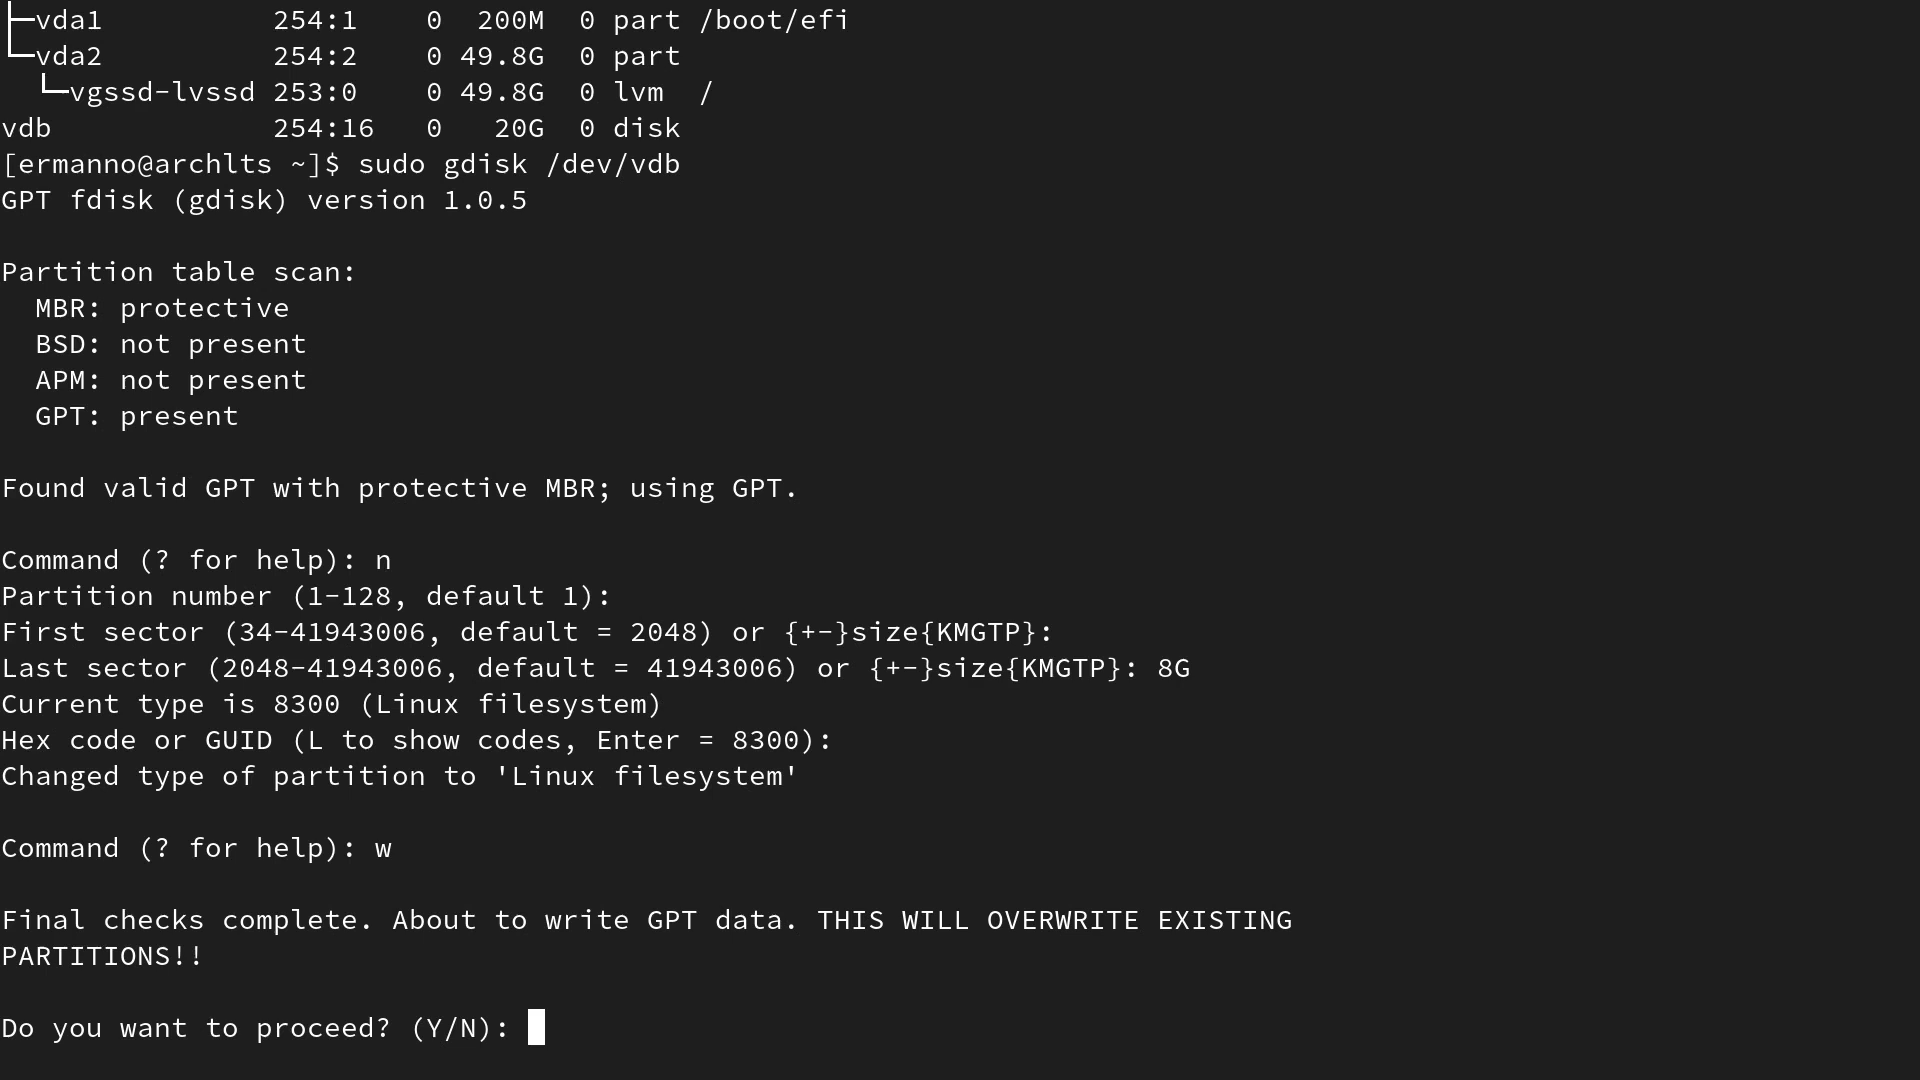 ├─vda1          254:1    0  200M  0 part /boot/efi
└─vda2          254:2    0 49.8G  0 part
  └─vgssd-lvssd 253:0    0 49.8G  0 lvm  /
vdb             254:16   0   20G  0 disk
[ermanno@archlts ~]$ sudo gdisk /dev/vdb
GPT fdisk (gdisk) version 1.0.5

Partition table scan:
  MBR: protective
  BSD: not present
  APM: not present
  GPT: present

Found valid GPT with protective MBR; using GPT.

Command (? for help): n
Partition number (1-128, default 1):
First sector (34-41943006, default = 2048) or {+-}size{KMGTP}:
Last sector (2048-41943006, default = 41943006) or {+-}size{KMGTP}: 8G
Current type is 8300 (Linux filesystem)
Hex code or GUID (L to show codes, Enter = 8300):
Changed type of partition to 'Linux filesystem'

Command (? for help): w

Final checks complete. About to write GPT data. THIS WILL OVERWRITE EXISTING
PARTITIONS!!

Do you want to proceed? (Y/N):